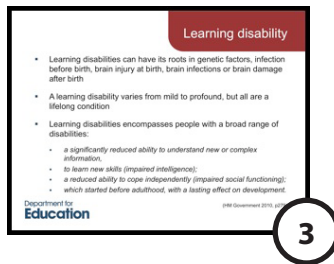 Learning disability
▪ Learning disabilities can have its roots in genetic factors, infection
before birth, brain injury at birth, brain infections or brain damage
after birth
▪ A learning disability varies from mild to profound, but all are a
lifelong condition
▪ Learning disabilities encompasses people with a broad range of
disabilities:
• a significantly reduced ability to understand new or complex
information,
• to learn new skills (impaired intelligence);
• a reduced ability to cope independently (impaired social functioning);
• which started before adulthood, with a lasting effect on development.
Department for
Education
(HM Government 2010,
3